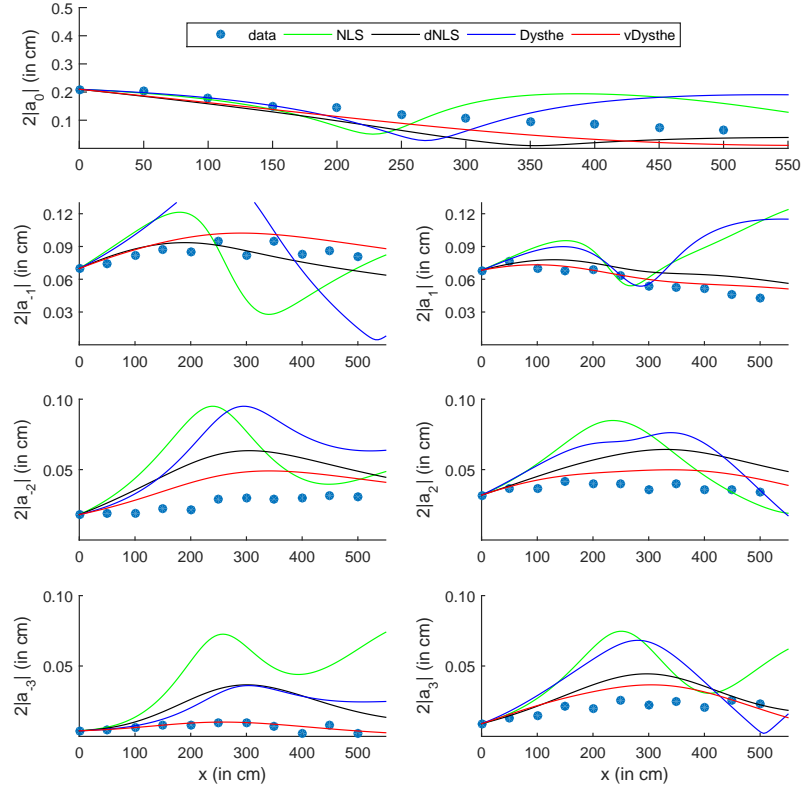 data NLS dNLS Dysthe vDysthe
2|a0| (in cm)
0.5
0.4
0.3
0.2
0.1
0 50 100 150 200 250 300 350 400 450 500 550
2|a-1| (in cm)
0.12
0.09
0.06
0.03
0 100 200 300 400 500
2|a1| (in cm)
0.12
0.09
0.06
0.03
0 100 200 300 400 500
2|a-2| (in cm)
0.10
0.05
0 100 200 300 400 500
2|a2| (in cm)
0.10
0.05
0 100 200 300 400 500
2|a-3| (in cm)
0.10
0.05
0 100 200 300 400 500
x (in cm)
2|a3| (in cm)
0.10
0.05
0 100 200 300 400 500
x (in cm)